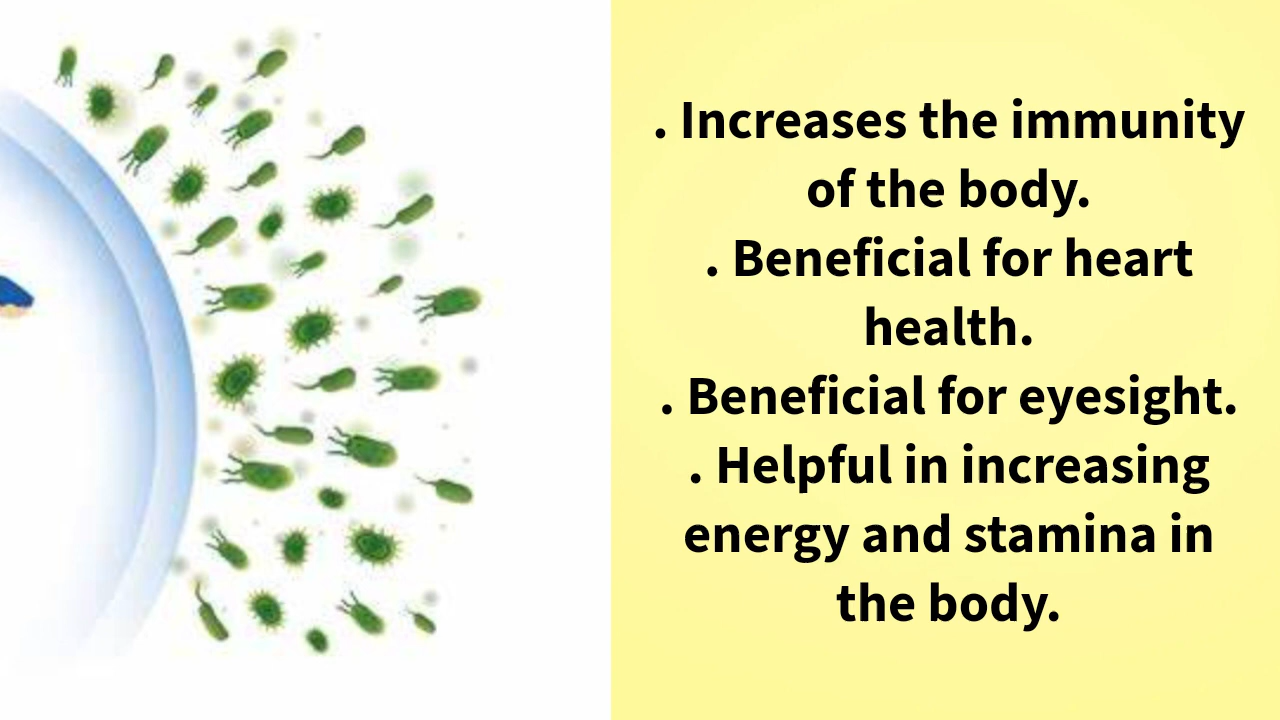 . Increases the immunity
of the body.
. Beneficial for heart
health.
. Beneficial for eyesight.
. Helpful in increasing
energy and stamina in
the body.